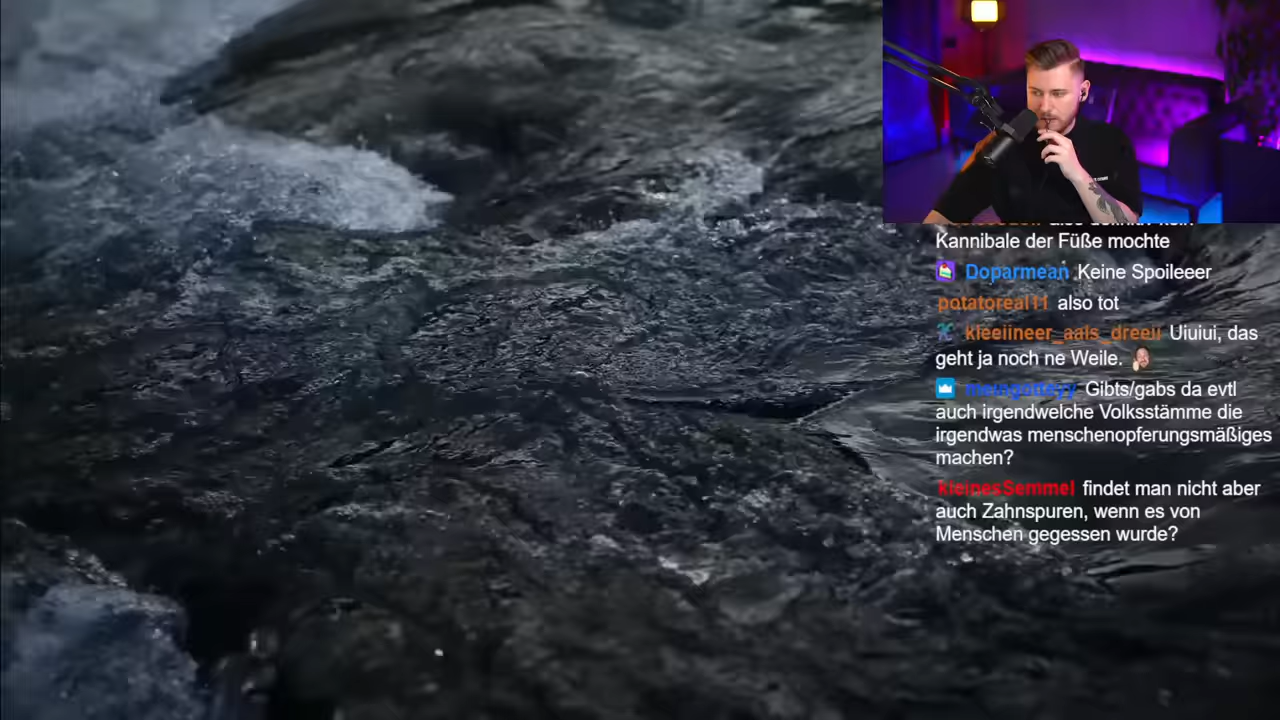 Kannibale der Füße mochte
Doparmean Keine Spoileeer
potatoreal11 also tot
kleeiineer_aals_dreeii Uiuiui, das
geht ja noch ne Weile.
meingotteyy Gibts/gabs da evtl
auch irgendwelche Volksstämme die
irgendwas menschenopferungsmäßiges
machen?
kleinesSemmel findet man nicht aber
auch Zahnspuren, wenn es von
Menschen gegessen wurde?